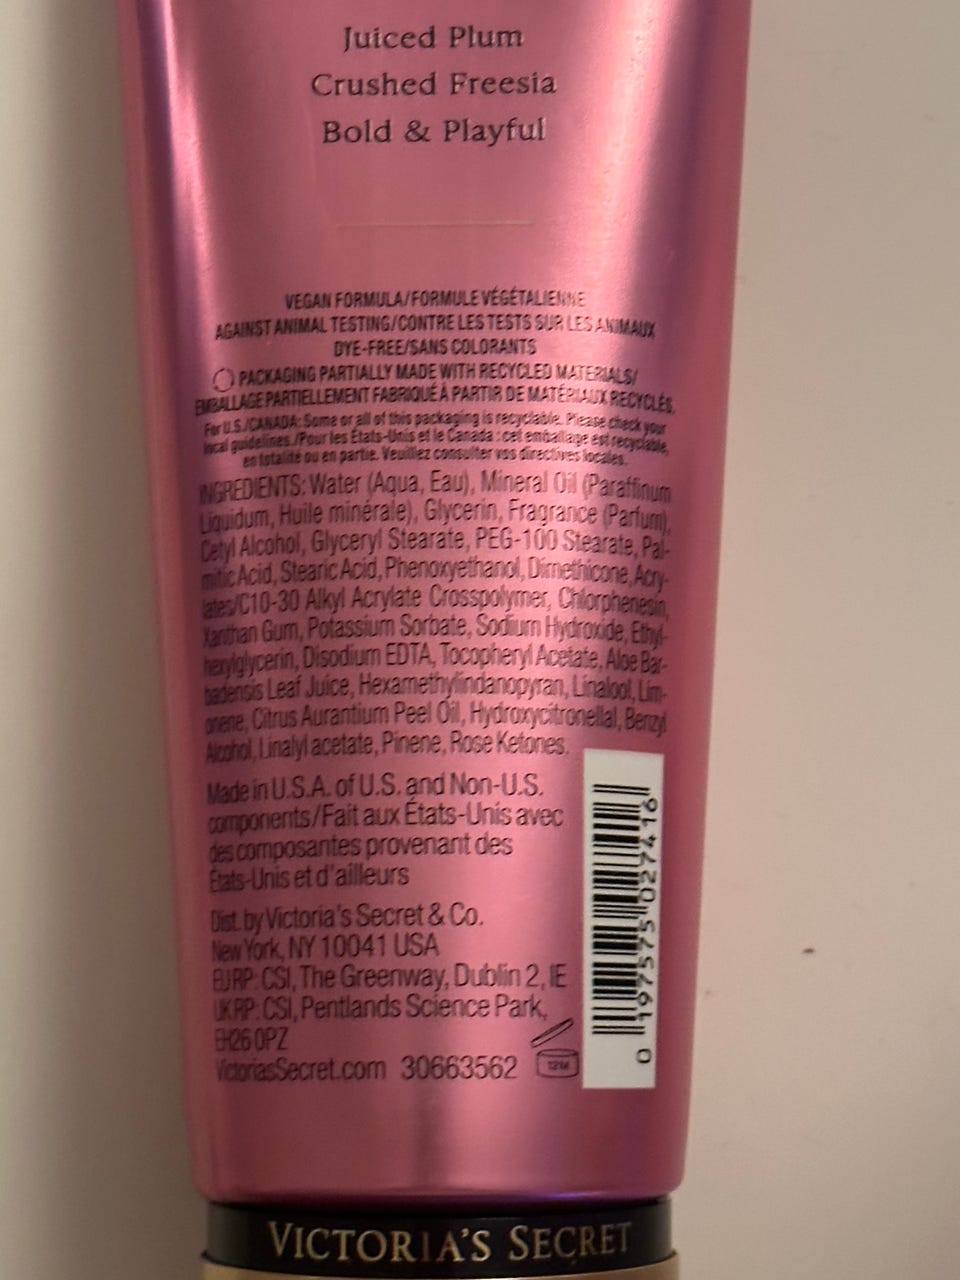 Juiced Plum
Crushed Freesia
Bold & Playful
VEGAN FORMULA/FORMULE VÉGÉTALIENNE
AGAINST ANIMAL TESTING/CONTRE LES TESTS SUR LES ANIMAUX
DYE-FREE/SANS COLORANTS
PACKAGING PARTIALLY MADE WITH RECYCLED MATERIALS/
EMBALLAGE PARTIELLEMENT FABRIQUÉ À PARTIR DE MATÉRIAUX RECYCLÉS.
For U.S./CANADA: Some or all of this packaging is recyclable. Please check your
local guidelines./Pour les États-Unis et le Canada : cet emballage est recyclable,
en totalité ou en partie. Veuillez consulter vos directives locales.
INGREDIENTS: Water (Aqua, Eau), Mineral Oil (Paraffinum
Liquidum, Huile minérale), Glycerin, Fragrance (Parfum),
Cetyl Alcohol, Glyceryl Stearate, PEG-100 Stearate, Pal-
mitic Acid, Stearic Acid, Phenoxyethanol, Dimethicone, Acry-
lates/C10-30 Alkyl Acrylate Crosspolymer, Chlorphenesin,
Xanthan Gum, Potassium Sorbate, Sodium Hydroxide, Ethyl-
hexylglycerin, Disodium EDTA, Tocopheryl Acetate, Aloe Bar-
badensis Leaf Juice, Hexamethylindanopyran, Linalool, Lim-
onene, Citrus Aurantium Peel Oil, Hydroxycitronellal, Benzyl
Alcohol, Linalyl acetate, Pinene, Rose Ketones.
Made in U.S.A. of U.S. and Non-U.S.
components/Fait aux États-Unis avec
des composantes provenant des
États-Unis et d'ailleurs
Dist. by Victoria's Secret & Co.
New York, NY 10041 USA
EU RP: CSI, The Greenway, Dublin 2, IE
UK RP: CSI, Pentlands Science Park,
EH26 0PZ
VictoriasSecret.com 30663562
12M
0 197575 027416
VICTORIA'S SECRET